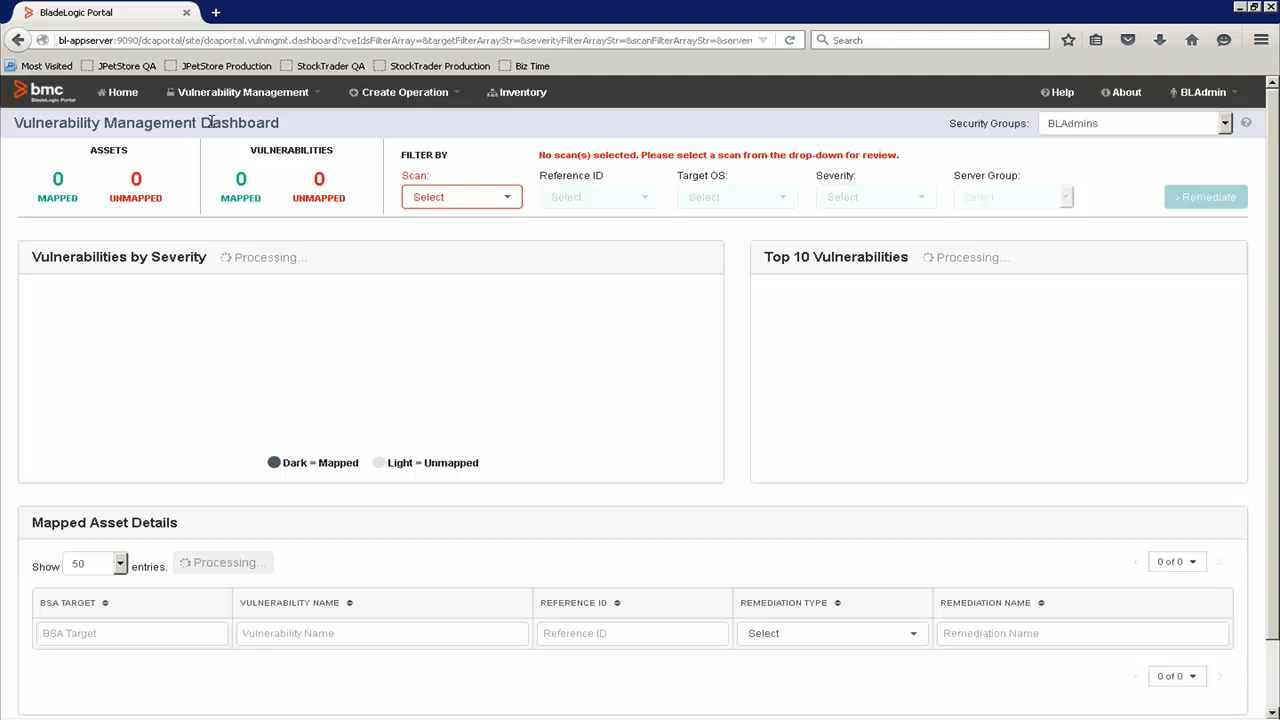 BladeLogic Portal
bl-appserver:9090/dcaportal/site/dcaportal.vulnmgmt.dashboard?cveIdsFilterArray=&targetFilterArrayStr=&severityFilterArrayStr=&scanFilterArrayStr=&server
Search
Most Visited JPetStore QA JPetStore Production StockTrader QA StockTrader Production Biz Time
bmc
BladeLogic Portal
Home Vulnerability Management Create Operation Inventory Help About BLAdmin
Vulnerability Management Dashboard Security Groups: BLAdmins
ASSETS VULNERABILITIES FILTER BY No scan(s) selected. Please select a scan from the drop-down for review.
Scan: Reference ID Target OS: Severity: Server Group:
0 0 0 0
MAPPED UNMAPPED MAPPED UNMAPPED Select Select Select Select Select › Remediate
Vulnerabilities by Severity Processing... Top 10 Vulnerabilities Processing...
Dark = Mapped Light = Unmapped
Mapped Asset Details
Show 50 entries. Processing... ‹ 0 of 0 ›
BSA TARGET VULNERABILITY NAME REFERENCE ID REMEDIATION TYPE REMEDIATION NAME
BSA Target Vulnerability Name Reference ID Select Remediation Name
‹ 0 of 0 ›